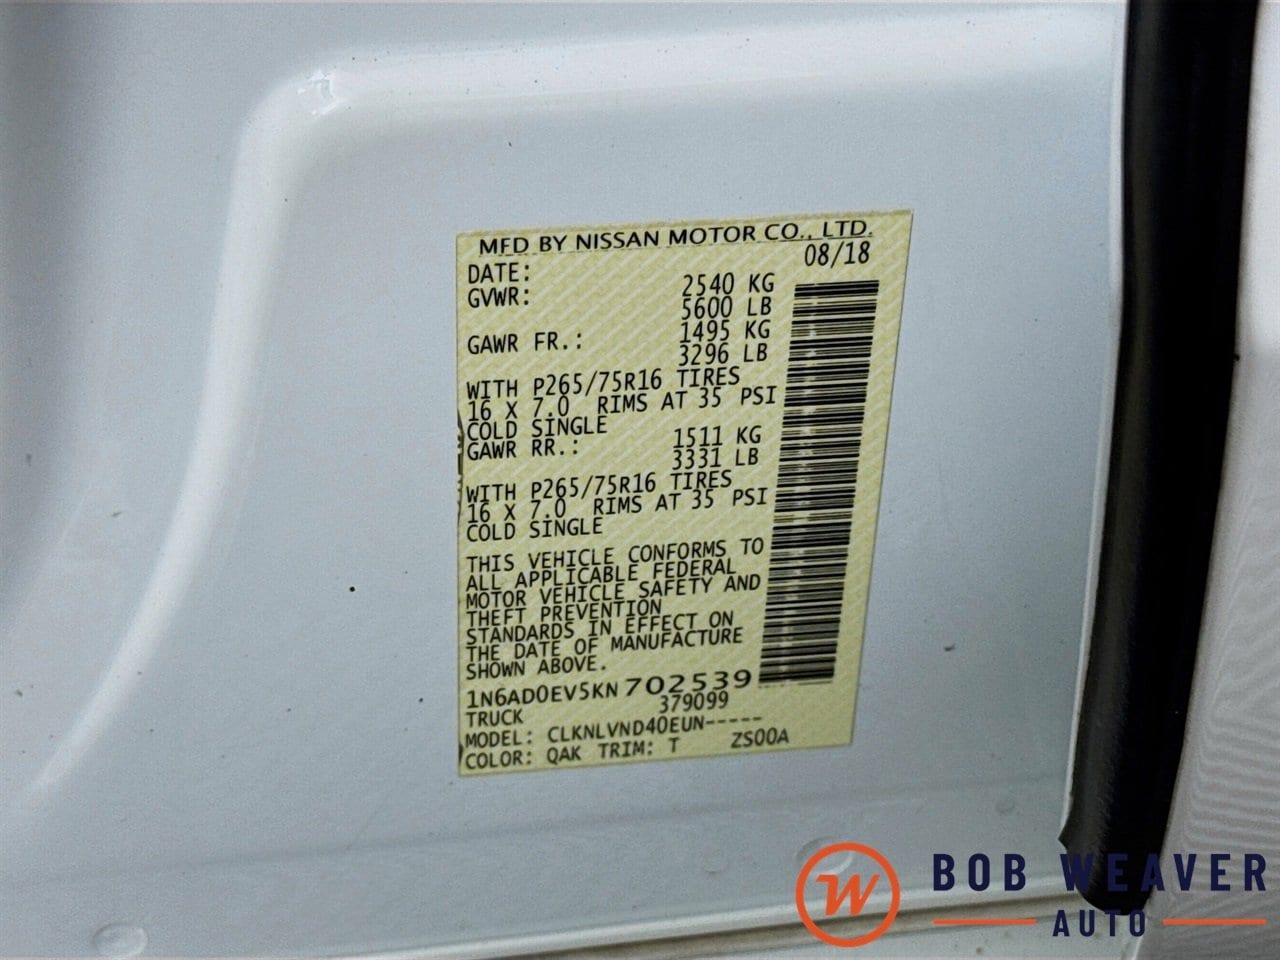 MFD BY NISSAN MOTOR CO., LTD.
DATE: 08/18
GVWR: 2540 KG
5600 LB
GAWR FR.: 1495 KG
3296 LB
WITH P265/75R16 TIRES
16 X 7.0 RIMS AT 35 PSI
COLD SINGLE
GAWR RR.: 1511 KG
3331 LB
WITH P265/75R16 TIRES
16 X 7.0 RIMS AT 35 PSI
COLD SINGLE
THIS VEHICLE CONFORMS TO
ALL APPLICABLE FEDERAL
MOTOR VEHICLE SAFETY AND
THEFT PREVENTION
STANDARDS IN EFFECT ON
THE DATE OF MANUFACTURE
SHOWN ABOVE.
1N6AD0EV5KN702539
TRUCK 379099
MODEL: CLKNLVND40EUN-----
COLOR: QAK TRIM: T ZS00A
W BOB WEAVER
AUTO